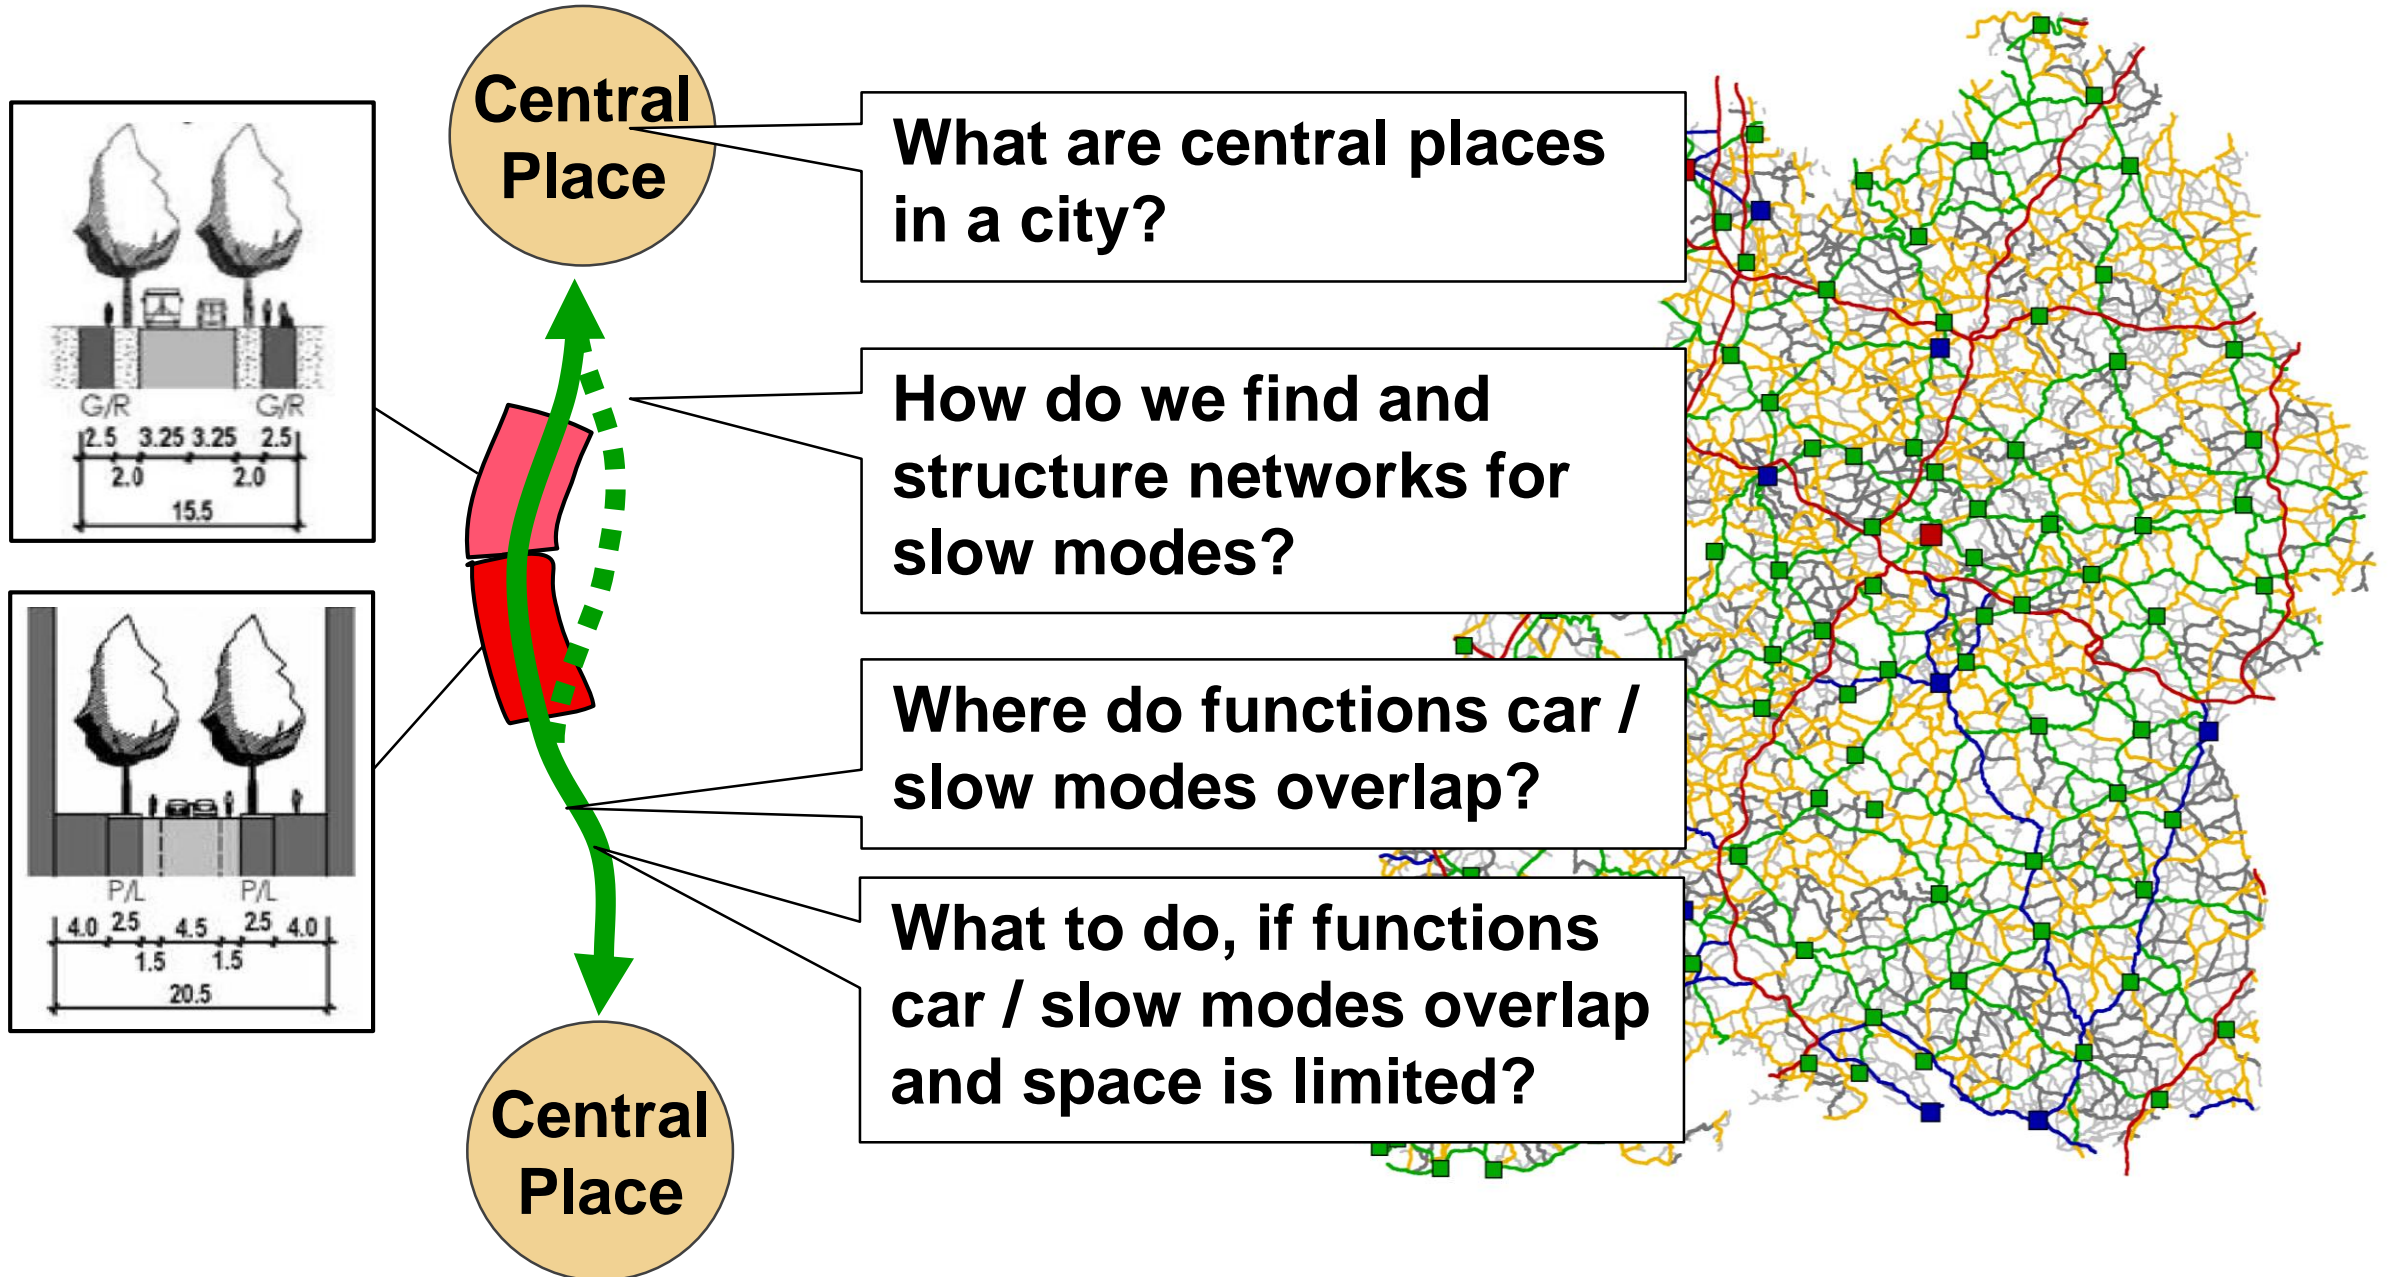 Central
Place
What are central places
in a city?
How do we find and
structure networks for
slow modes?
Where do functions car /
slow modes overlap?
What to do, if functions
car / slow modes overlap
and space is limited?
Central
Place
G/R G/R
2.5 3.25 3.25 2.5
2.0 2.0
15.5
P/L P/L
4.0 2.5 4.5 2.5 4.0
1.5 1.5
20.5